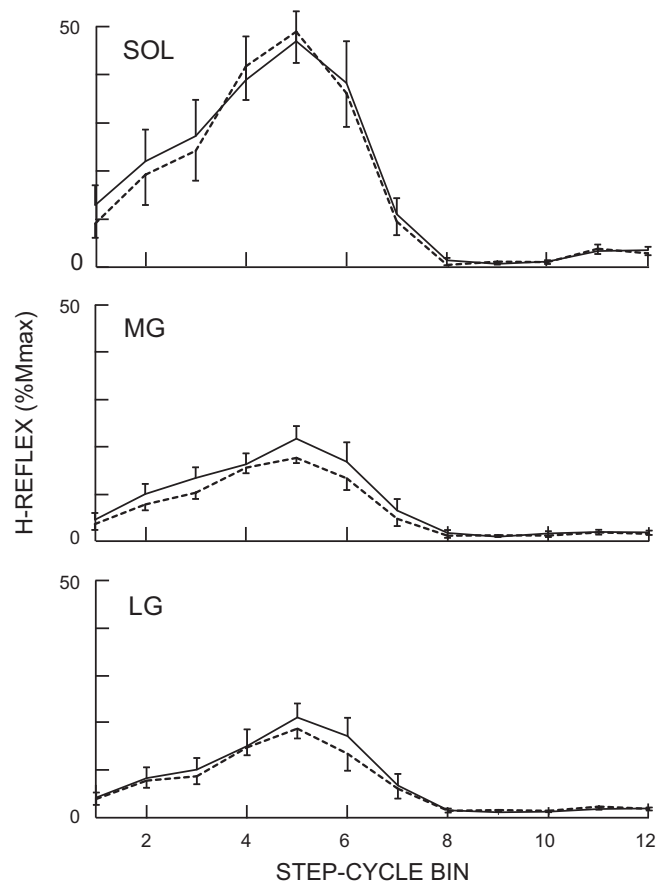 50
SOL
0
50
MG
H-REFLEX (%Mmax)
0
50
LG
0
2 4 6 8 10 12
STEP-CYCLE BIN